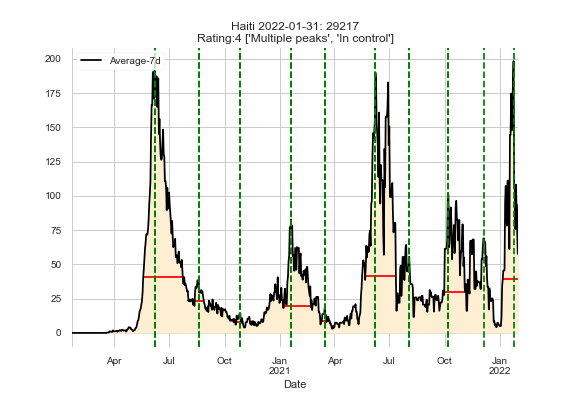 Haiti 2022-01-31: 29217
Rating:4 ['Multiple peaks', 'In control']
Average-7d
200
175
150
125
100
75
50
25
0
Apr Jul Oct Jan Apr Jul Oct Jan
2021 2022
Date